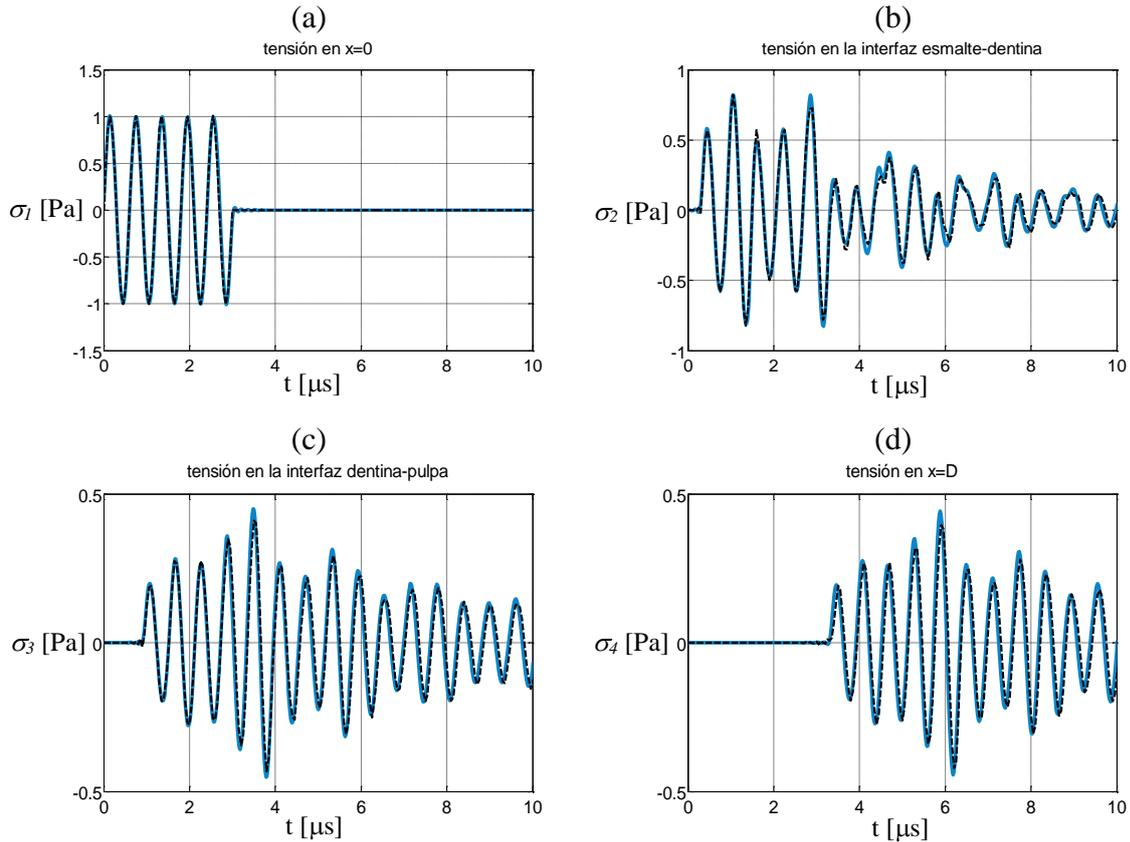 (a)
tensión en x=0
1.5
1
0.5
0
-0.5
-1
-1.5
σ1 [Pa]
0 2 4 6 8 10
t [μs]
(b)
tensión en la interfaz esmalte-dentina
1
0.5
0
-0.5
-1
σ2 [Pa]
0 2 4 6 8 10
t [μs]
(c)
tensión en la interfaz dentina-pulpa
0.5
0
-0.5
σ3 [Pa]
0 2 4 6 8 10
t [μs]
(d)
tensión en x=D
0.5
0
-0.5
σ4 [Pa]
0 2 4 6 8 10
t [μs]